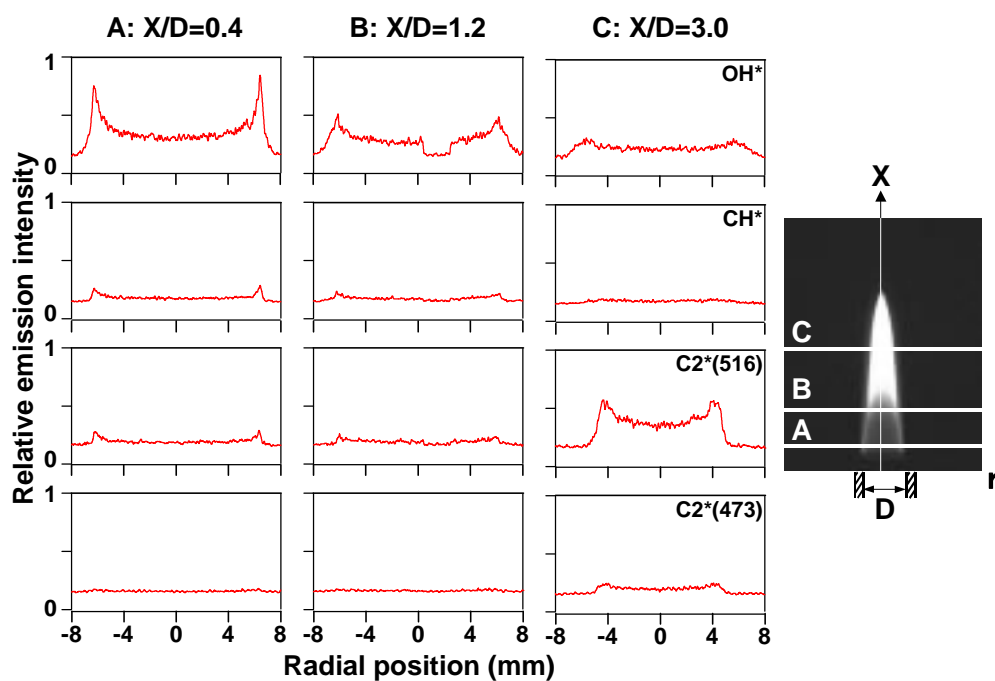 A: X/D=0.4
B: X/D=1.2
C: X/D=3.0
Relative emission intensity
1
0
OH*
1
0
CH*
1
0
C2*(516)
1
0
C2*(473)
-8 -4 0 4 8
-8 -4 0 4 8
-8 -4 0 4 8
Radial position (mm)
X
C
B
A
r
D